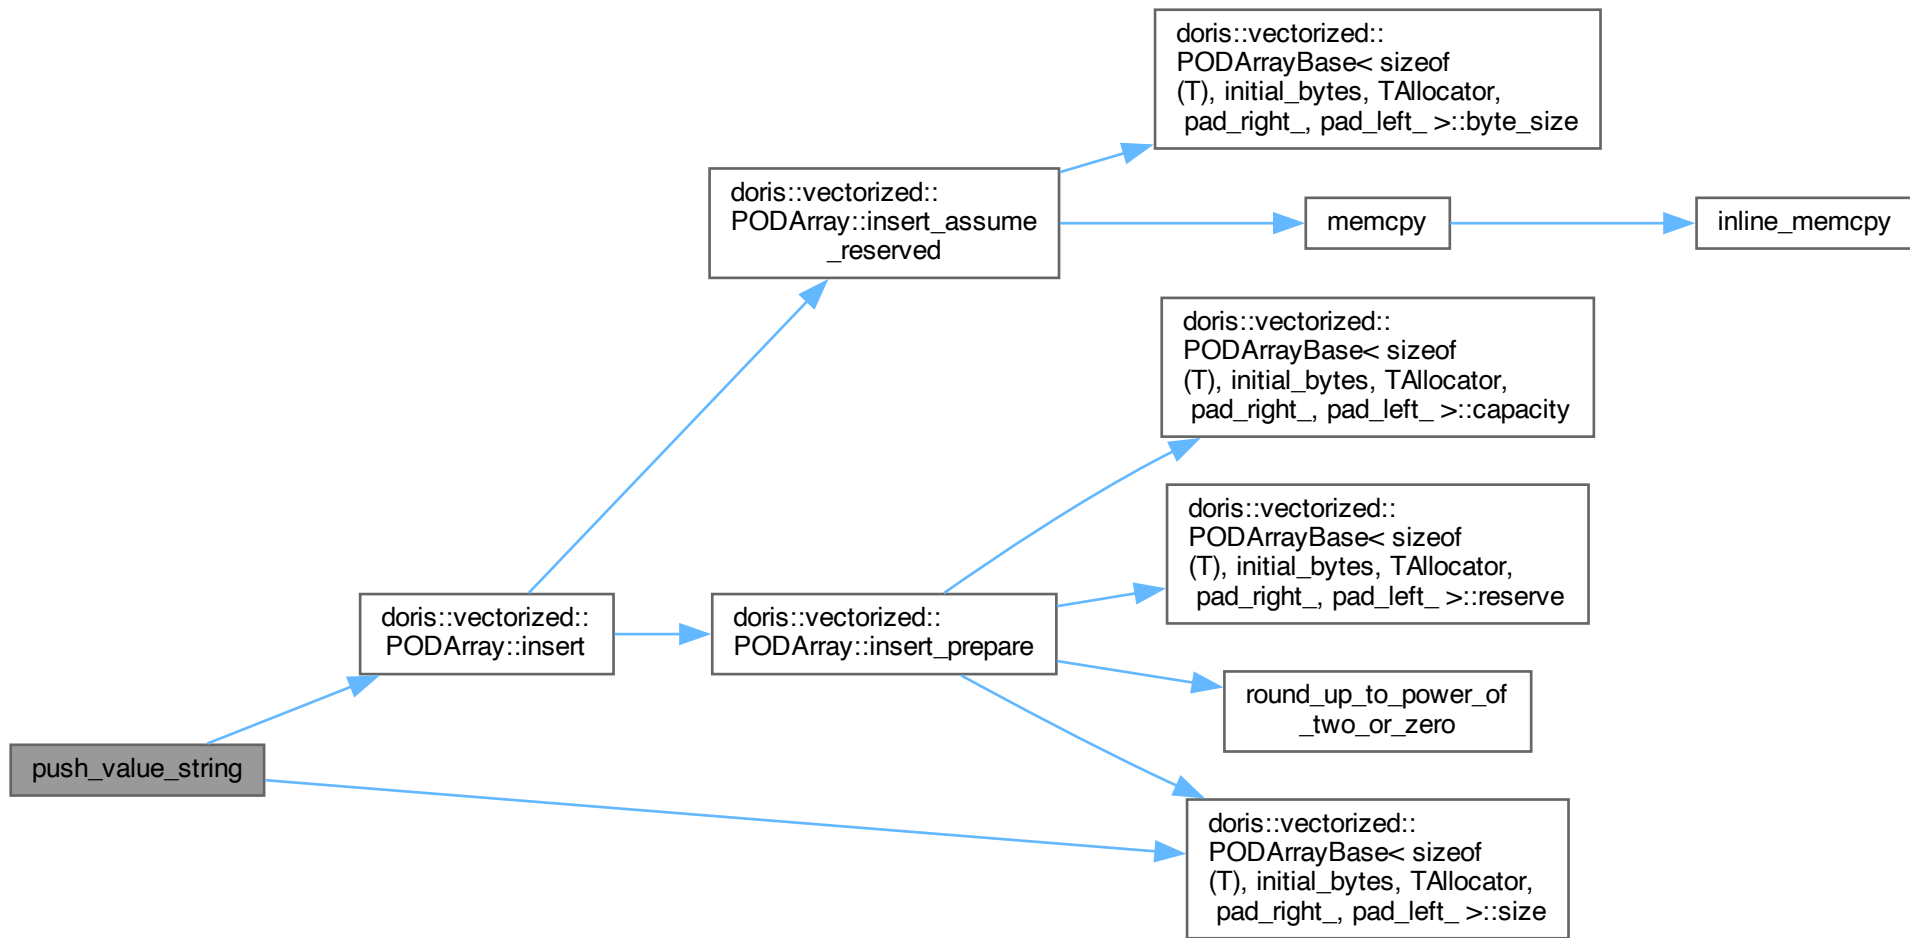 doris::vectorized::
PODArrayBase< sizeof
(T), initial_bytes, TAllocator,
pad_right_, pad_left_ >::byte_size
doris::vectorized::
PODArray::insert_assume
_reserved
memcpy
inline_memcpy
doris::vectorized::
PODArrayBase< sizeof
(T), initial_bytes, TAllocator,
pad_right_, pad_left_ >::capacity
doris::vectorized::
PODArrayBase< sizeof
(T), initial_bytes, TAllocator,
pad_right_, pad_left_ >::reserve
doris::vectorized::
PODArray::insert
doris::vectorized::
PODArray::insert_prepare
round_up_to_power_of
_two_or_zero
push_value_string
doris::vectorized::
PODArrayBase< sizeof
(T), initial_bytes, TAllocator,
pad_right_, pad_left_ >::size